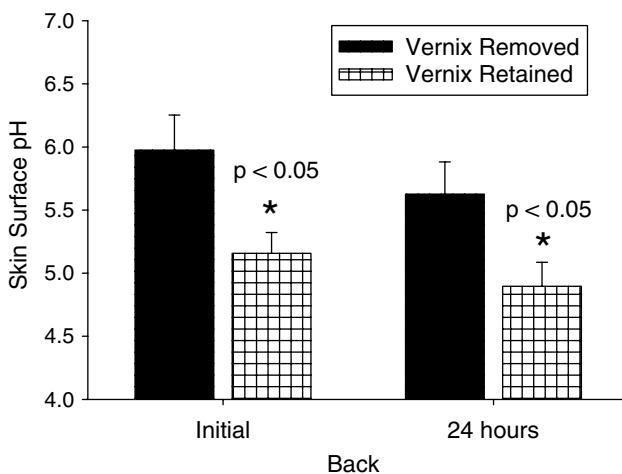 7.0
6.5
6.0
5.5
5.0
4.5
4.0
Skin Surface pH
Vernix Removed
Vernix Retained
p < 0.05
*
p < 0.05
*
Initial
24 hours
Back